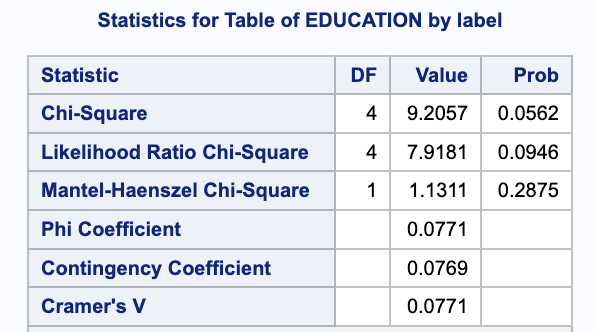 Statistics for Table of EDUCATION by label
Statistic DF Value Prob
Chi-Square 4 9.2057 0.0562
Likelihood Ratio Chi-Square 4 7.9181 0.0946
Mantel-Haenszel Chi-Square 1 1.1311 0.2875
Phi Coefficient 0.0771
Contingency Coefficient 0.0769
Cramer's V 0.0771